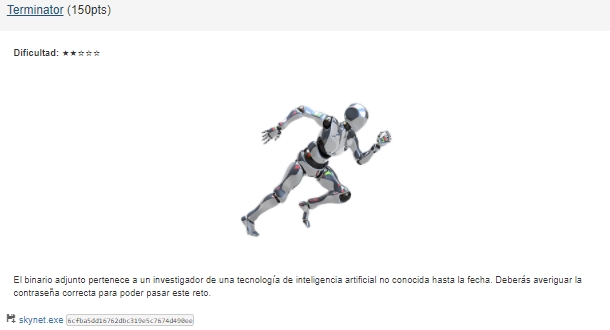 Terminator (150pts)
Dificultad: ★★☆☆☆
El binario adjunto pertenece a un investigador de una tecnología de inteligencia artificial no conocida hasta la fecha. Deberás averiguar la
contraseña correcta para poder pasar este reto.
skynet.exe 6cfba5dd16762dbc319e5c7674d490ee